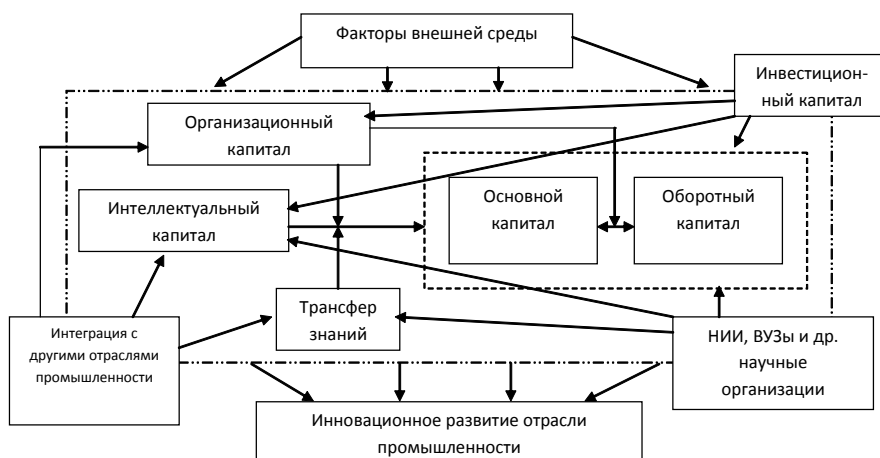 Факторы внешней среды
Инвестицион-
ный капитал
Организационный
капитал
Интеллектуальный
капитал
Основной
капитал
Оборотный
капитал
Трансфер
знаний
Интеграция с
другими отраслями
промышленности
НИИ, ВУЗы и др.
научные
организации
Инновационное развитие отрасли
промышленности